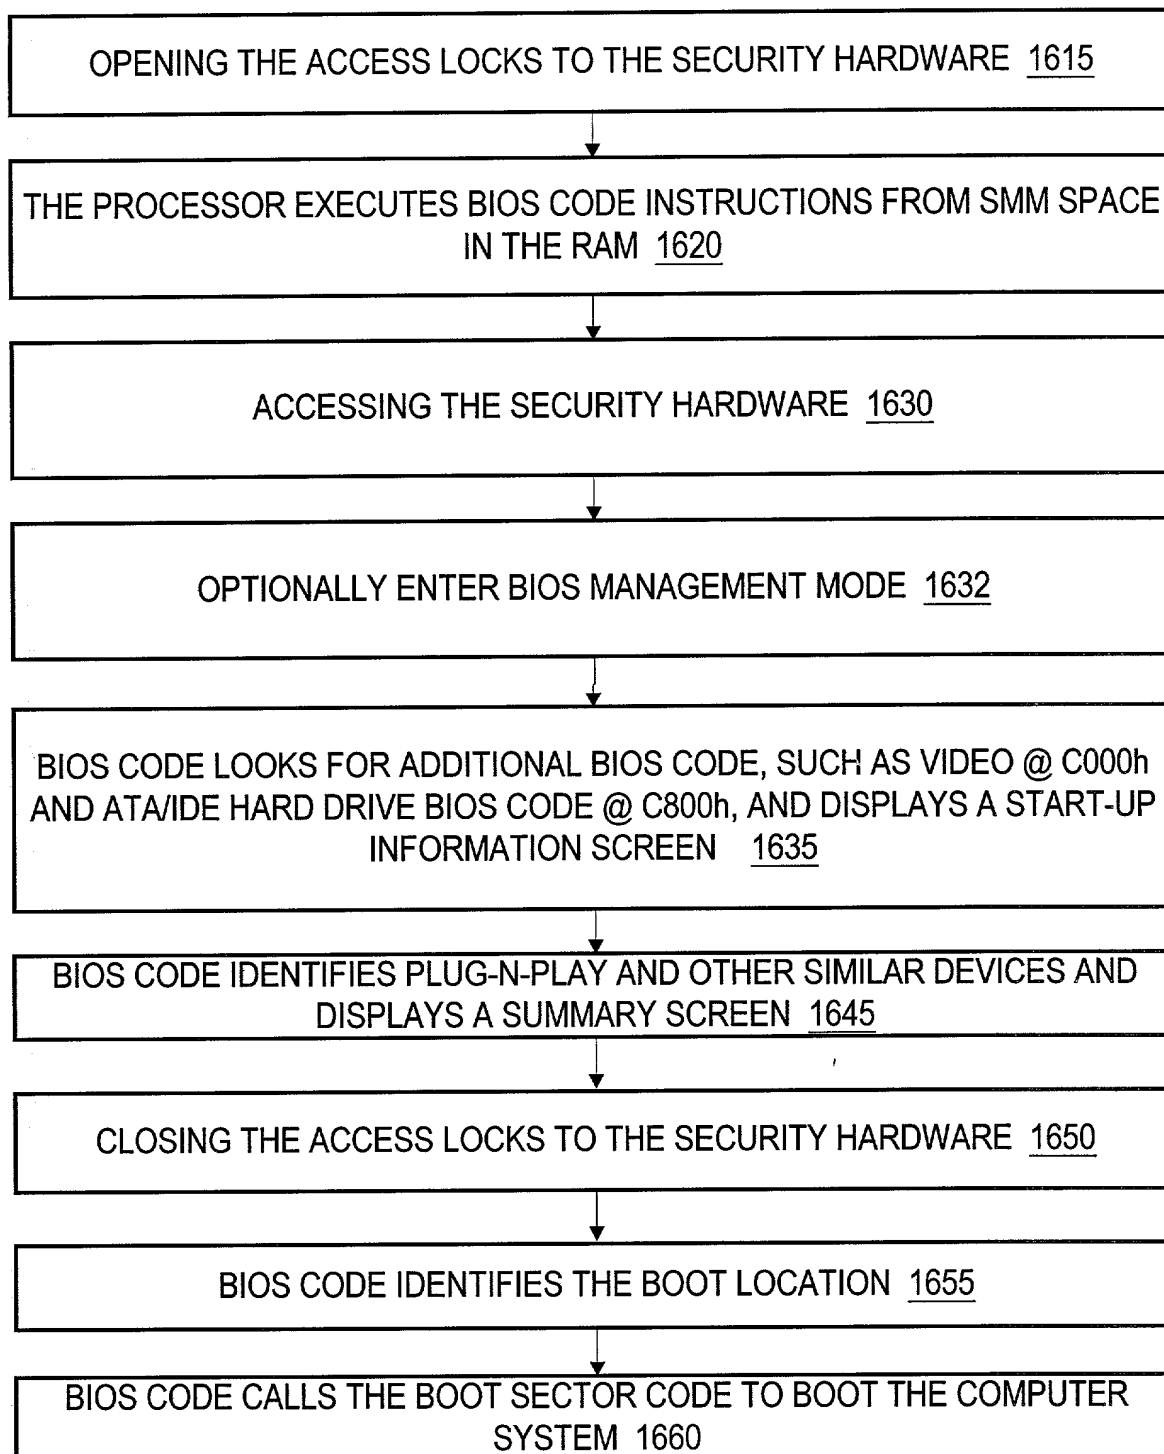 OPENING THE ACCESS LOCKS TO THE SECURITY HARDWARE 1615
THE PROCESSOR EXECUTES BIOS CODE INSTRUCTIONS FROM SMM SPACE
IN THE RAM 1620
ACCESSING THE SECURITY HARDWARE 1630
OPTIONALLY ENTER BIOS MANAGEMENT MODE 1632
BIOS CODE LOOKS FOR ADDITIONAL BIOS CODE, SUCH AS VIDEO @ C000h
AND ATA/IDE HARD DRIVE BIOS CODE @ C800h, AND DISPLAYS A START-UP
INFORMATION SCREEN 1635
BIOS CODE IDENTIFIES PLUG-N-PLAY AND OTHER SIMILAR DEVICES AND
DISPLAYS A SUMMARY SCREEN 1645
CLOSING THE ACCESS LOCKS TO THE SECURITY HARDWARE 1650
BIOS CODE IDENTIFIES THE BOOT LOCATION 1655
BIOS CODE CALLS THE BOOT SECTOR CODE TO BOOT THE COMPUTER
SYSTEM 1660